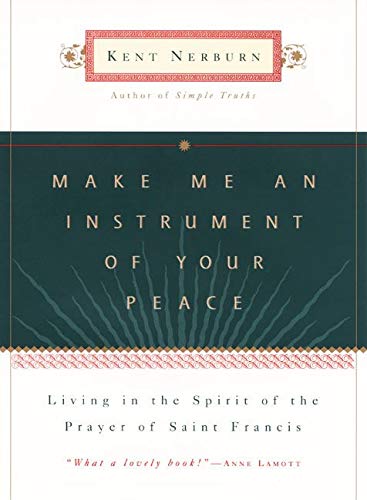 KENT NERBURN
Author of Simple Truths
MAKE ME AN
INSTRUMENT
OF YOUR
PEACE
Living in the Spirit of the
Prayer of Saint Francis
"What a lovely book!"—ANNE LAMOTT